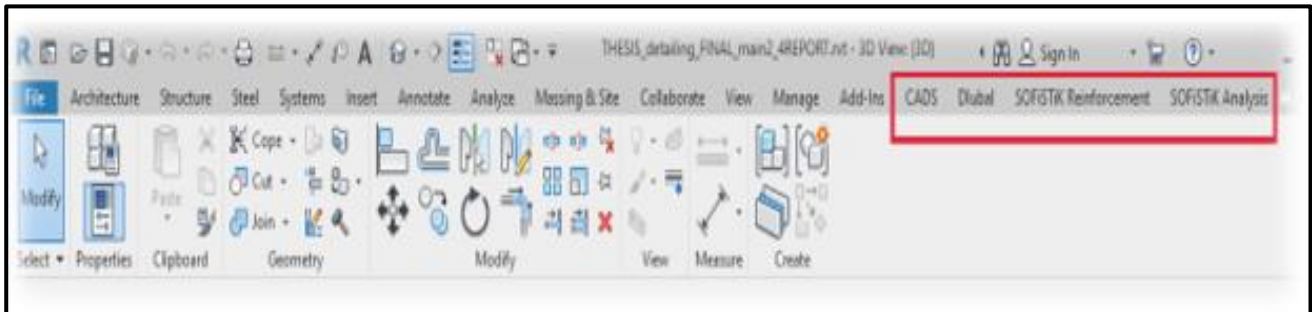 R A THESIS_detailing_FINAL_main2_4REPORT.rvt - 3D View: {3D} Sign In
File Architecture Structure Steel Systems Insert Annotate Analyze Massing & Site Collaborate View Manage Add-Ins CADS Dlubal SOFiSTiK Reinforcement SOFiSTiK Analysis
Cope
Cut
Modify Paste
Join
Select Properties Clipboard Geometry Modify View Measure Create